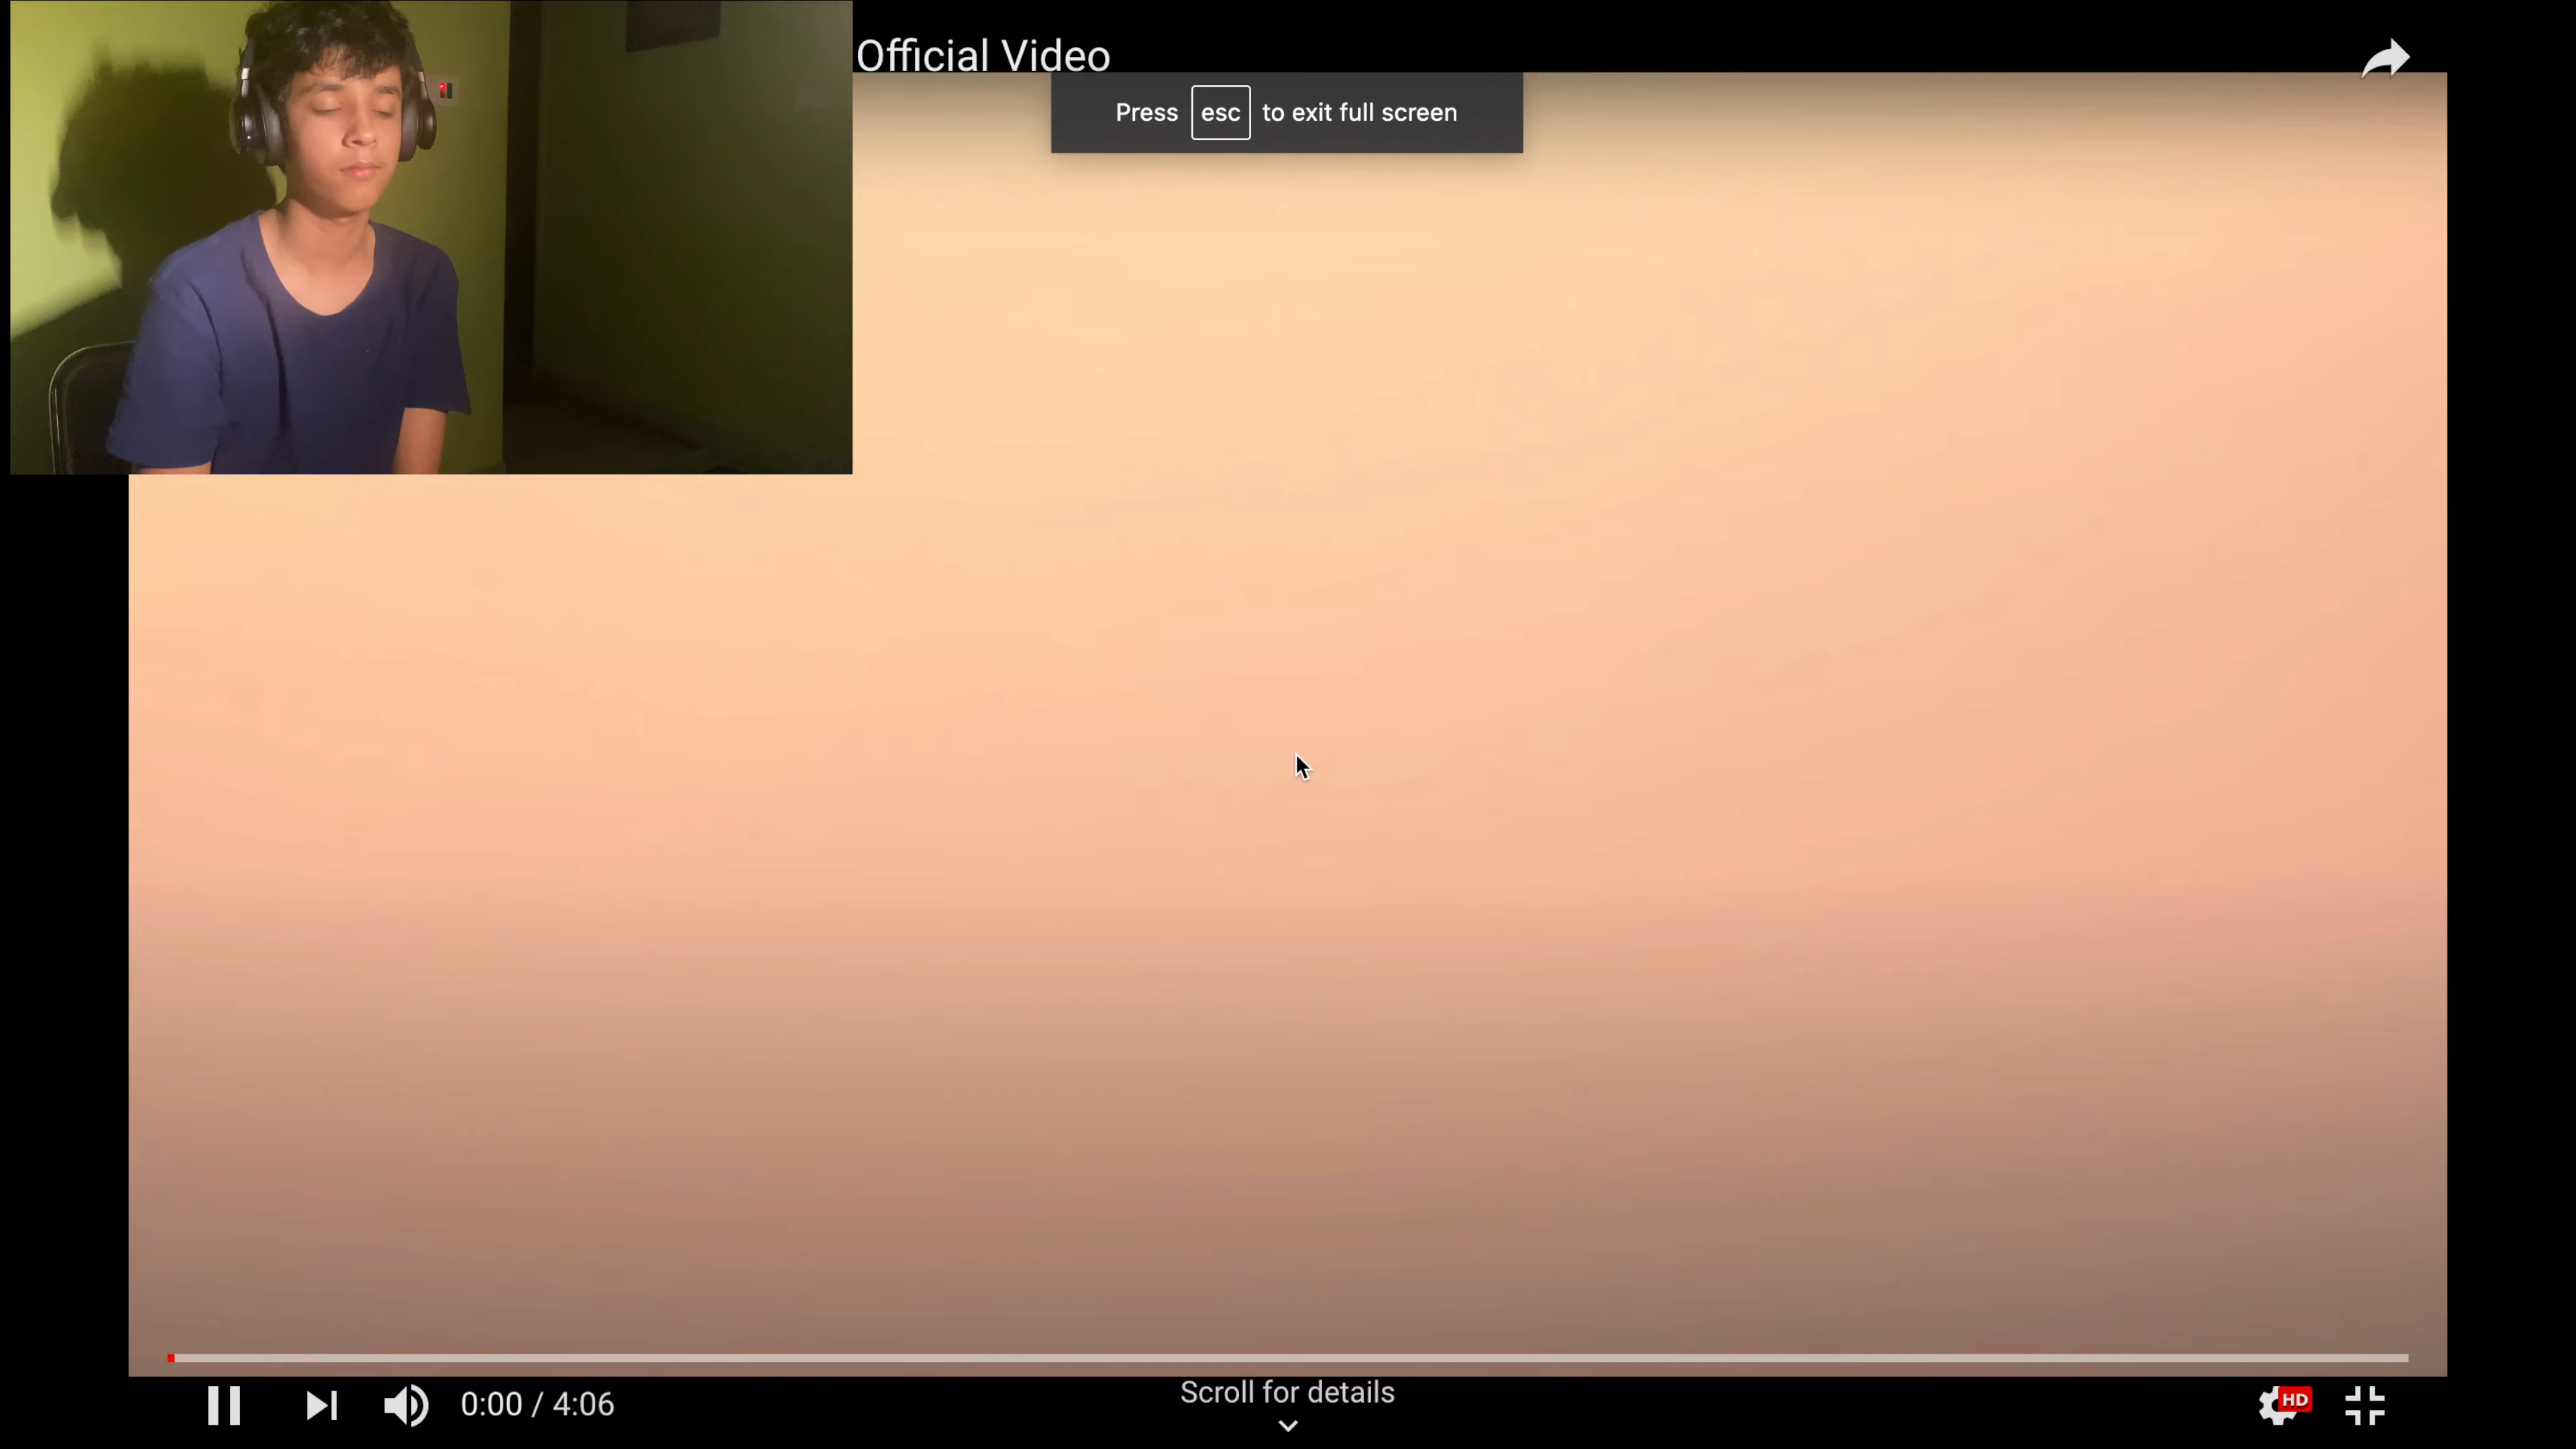 Official Video
Press esc to exit full screen
0:00 / 4:06
Scroll for details
HD